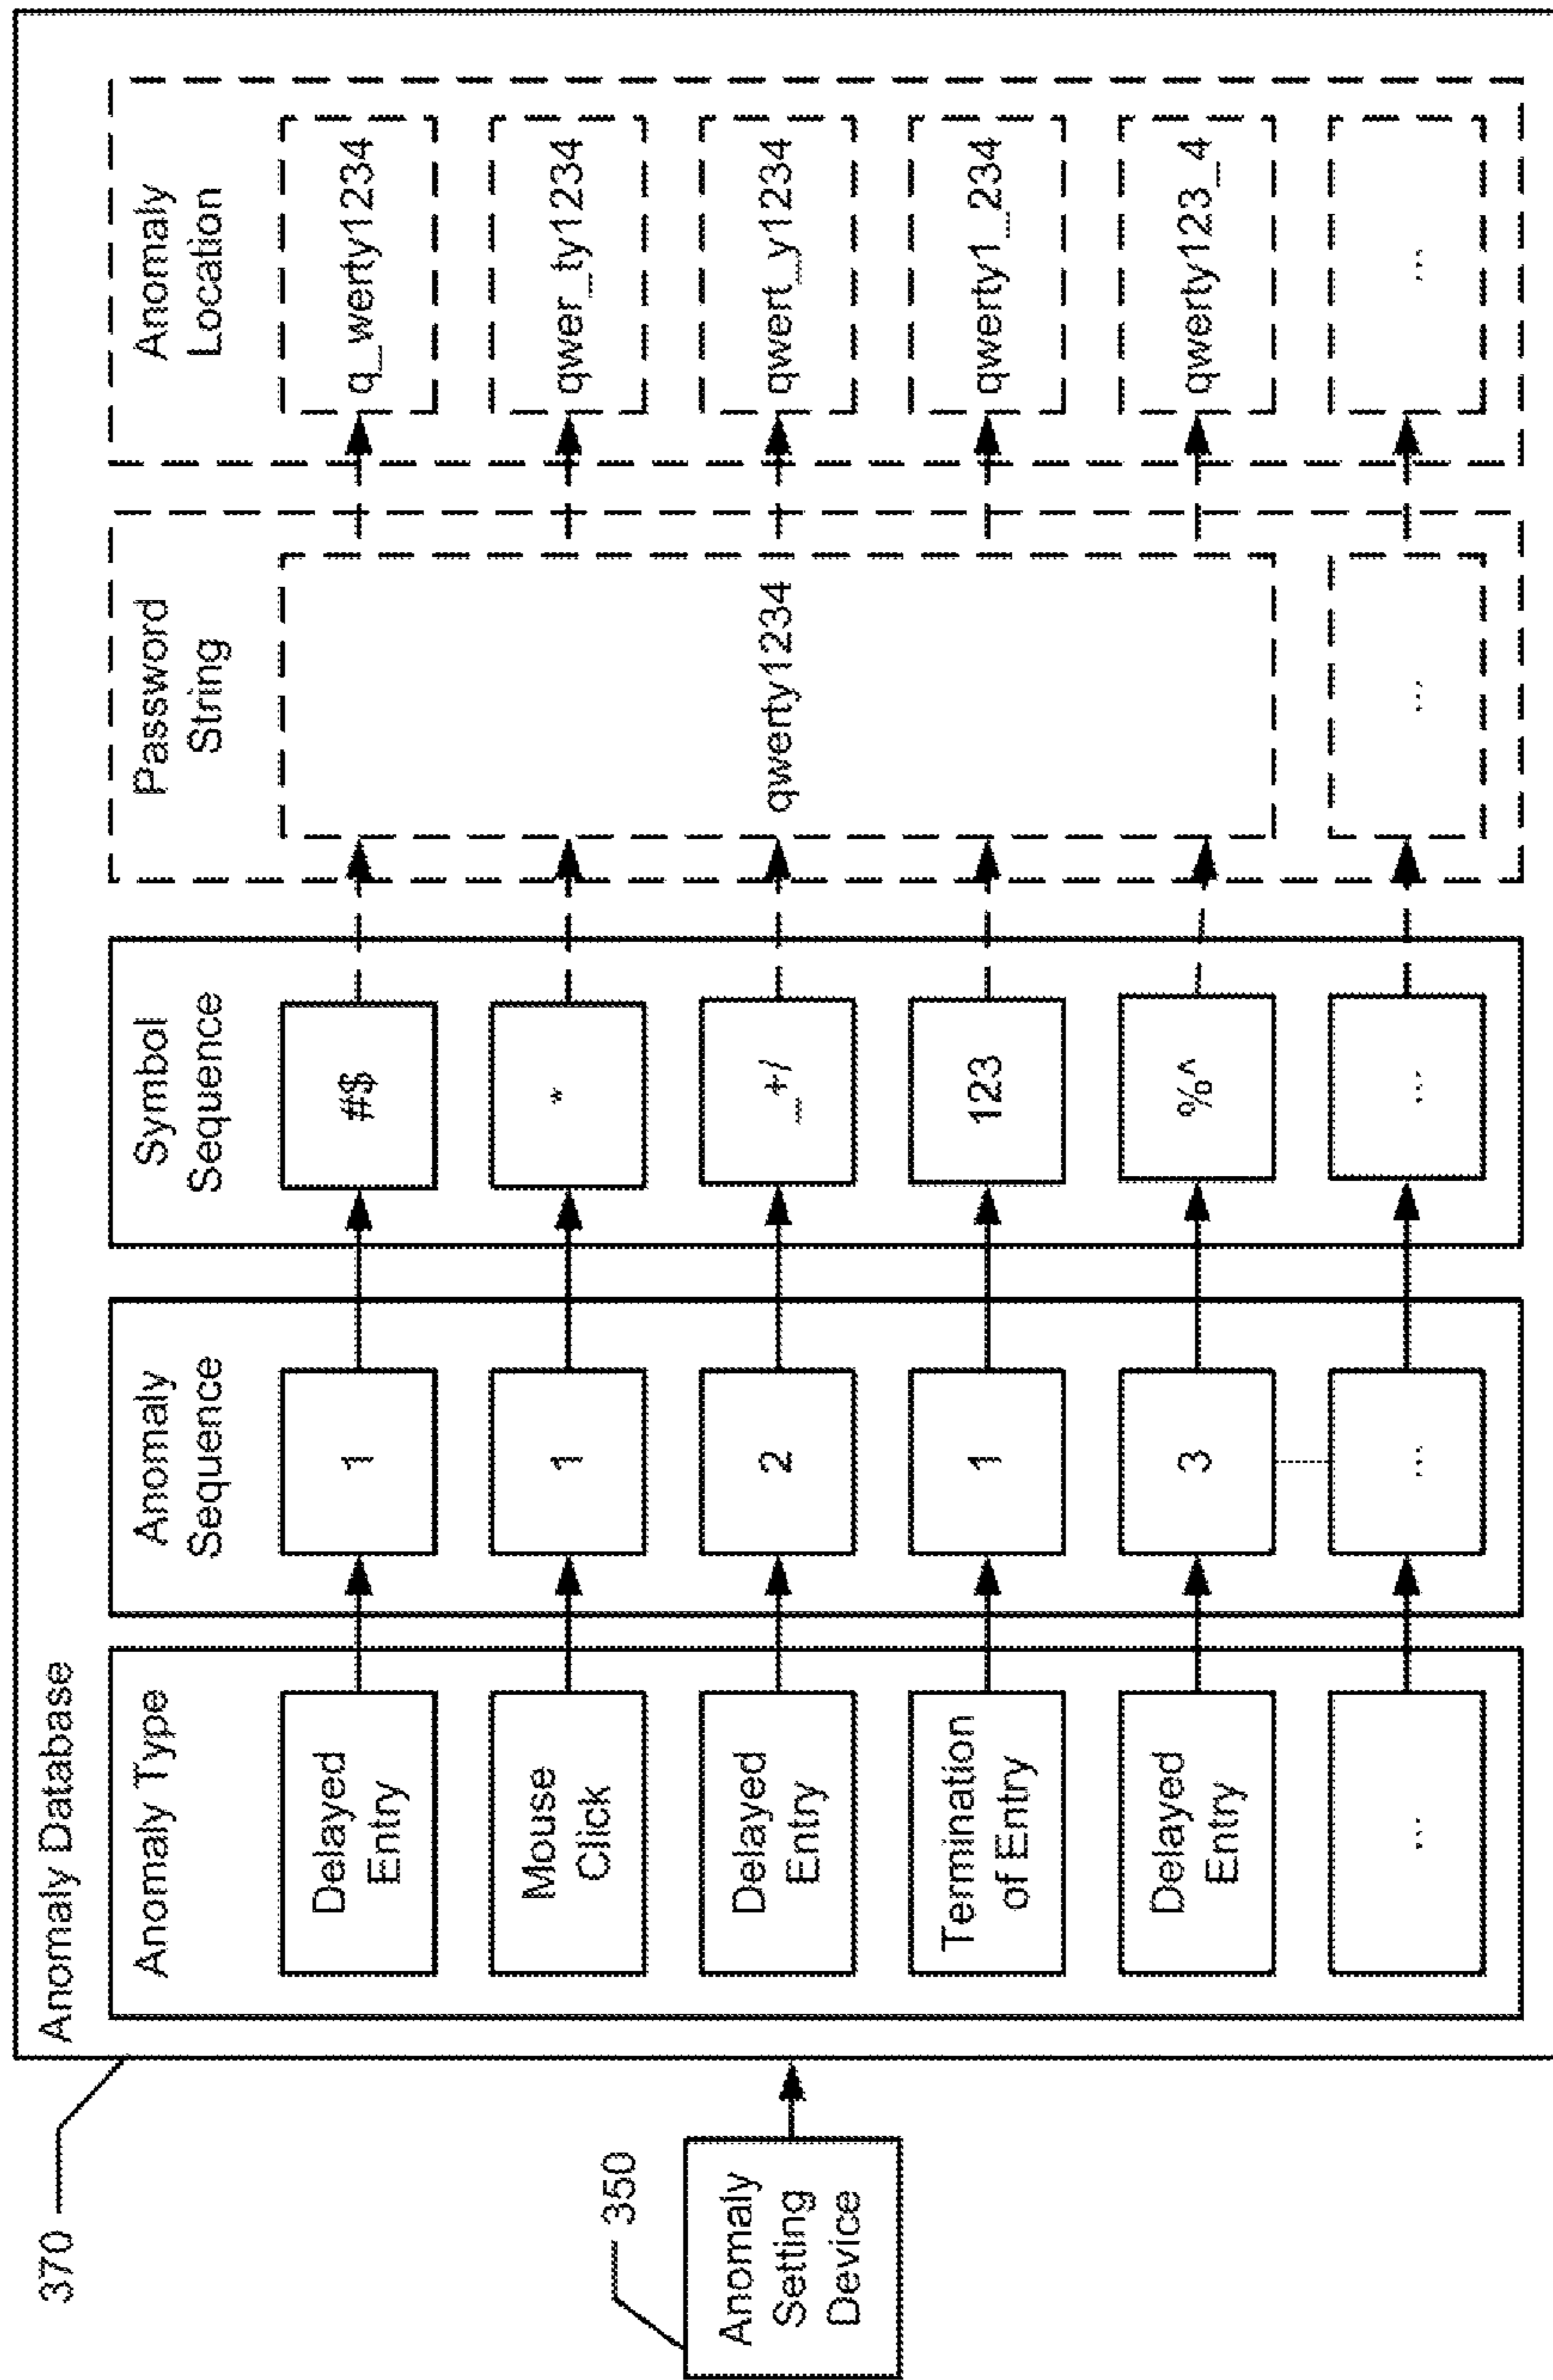 370
Anomaly Database
350
Anomaly
Setting
Device
Anomaly Type
Delayed
Entry
Mouse
Click
Delayed
Entry
Termination
of Entry
Delayed
Entry
...
Anomaly
Sequence
1
1
2
1
3
...
Symbol
Sequence
#$
*
_+/
123
%^
...
Password
String
qwerty1234
...
Anomaly
Location
q_werty1234
qwer_ty1234
qwert_y1234
qwerty1_234
qwerty123_4
...